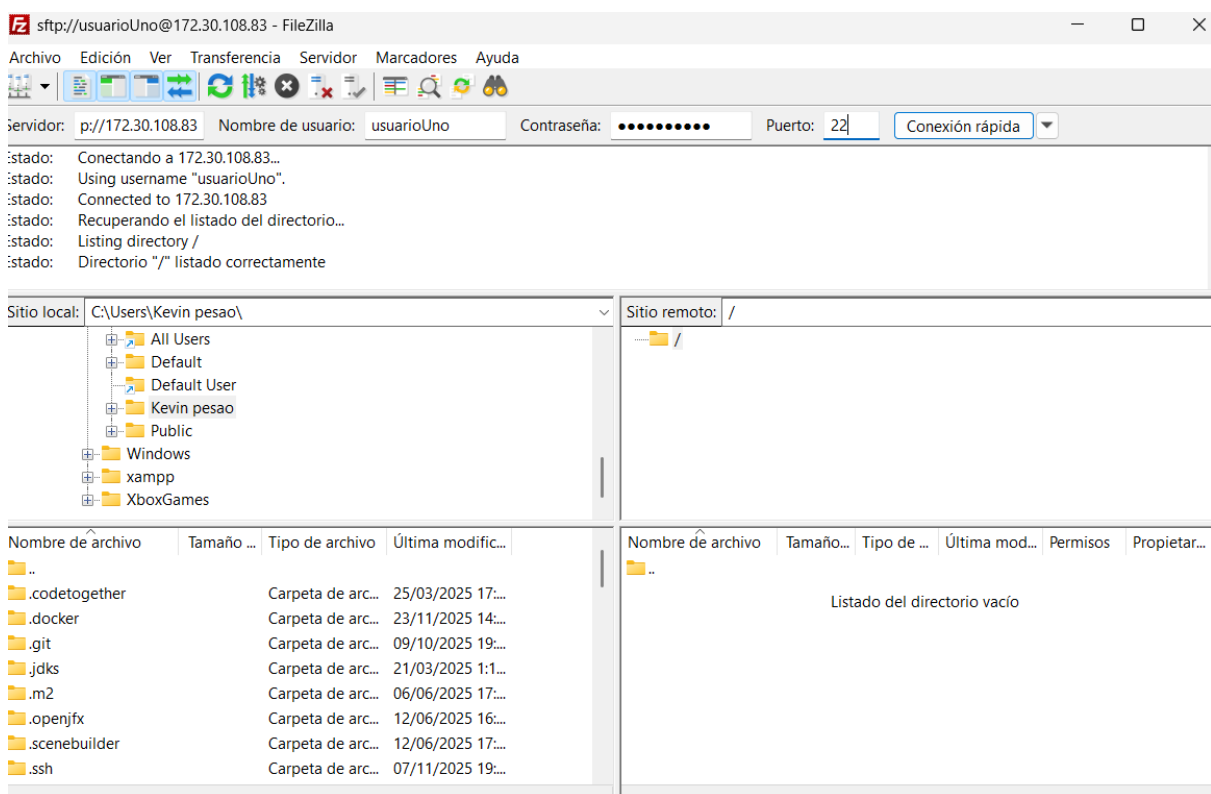 sftp://usuarioUno@172.30.108.83 - FileZilla
Archivo Edición Ver Transferencia Servidor Marcadores Ayuda
Servidor: p://172.30.108.83 Nombre de usuario: usuarioUno Contraseña: ●●●●●●●●●● Puerto: 22 Conexión rápida
Estado: Conectando a 172.30.108.83...
Estado: Using username "usuarioUno".
Estado: Connected to 172.30.108.83
Estado: Recuperando el listado del directorio...
Estado: Listing directory /
Estado: Directorio "/" listado correctamente
Sitio local: C:\Users\Kevin pesao\
All Users
Default
Default User
Kevin pesao
Public
Windows
xampp
XboxGames
Sitio remoto: /
/
Nombre de archivo Tamaño ... Tipo de archivo Última modific...
..
.codetogether Carpeta de arc... 25/03/2025 17:...
.docker Carpeta de arc... 23/11/2025 14:...
.git Carpeta de arc... 09/10/2025 19:...
.jdks Carpeta de arc... 21/03/2025 1:1...
.m2 Carpeta de arc... 06/06/2025 17:...
.openjfx Carpeta de arc... 12/06/2025 16:...
.scenebuilder Carpeta de arc... 12/06/2025 17:...
.ssh Carpeta de arc... 07/11/2025 19:...
Nombre de archivo Tamaño... Tipo de ... Última mod... Permisos Propietar...
..
Listado del directorio vacío